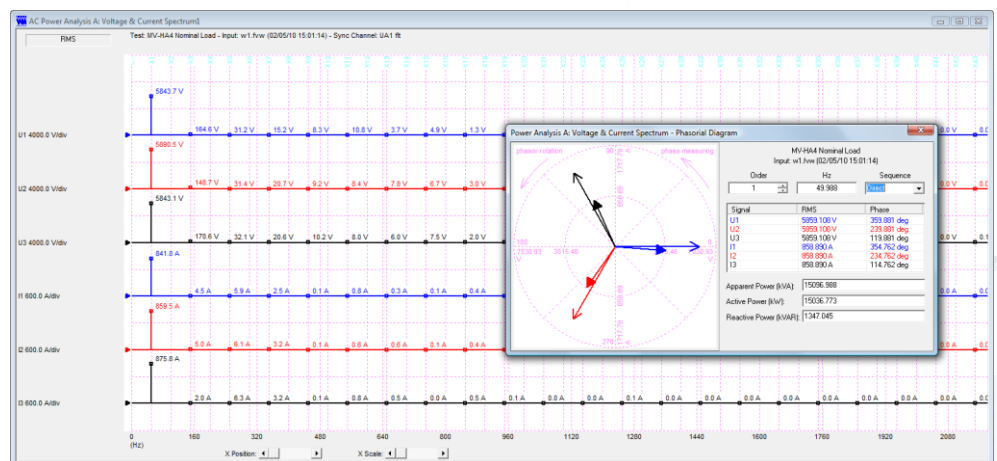 AC Power Analysis A: Voltage & Current Spectrum1
RMS
Test: MV-HA4 Nominal Load - Input: w1.fvw (02/05/10 15:01:14) - Sync Channel: UA1 flt
5843.7 V
U1 4000.0 V/div
164.6 V 31.2 V 15.2 V 8.3 V 10.8 V 3.7 V 4.9 V 1.3 V
5890.5 V
U2 4000.0 V/div
148.7 V 31.4 V 20.7 V 9.2 V 8.4 V 7.8 V 6.7 V 3.0 V
5843.1 V
U3 4000.0 V/div
170.6 V 32.1 V 20.6 V 10.2 V 8.0 V 6.0 V 7.5 V 2.0 V
841.8 A
I1 600.0 A/div
4.5 A 5.9 A 2.5 A 0.1 A 0.8 A 0.3 A 0.1 A 0.4 A
859.5 A
I2 600.0 A/div
5.0 A 6.1 A 3.2 A 0.1 A 0.6 A 0.6 A 0.1 A 0.4 A
875.8 A
I3 600.0 A/div
2.0 A 6.3 A 3.2 A 0.1 A 0.8 A 0.5 A 0.0 A 0.5 A 0.1 A 0.0 A 0.1 A 0.0 A 0.0 A 0.0 A 0.0 A 0.0 A 0.0 A 0.0 A 0.0 A 0.0 A
0 160 320 480 640 800 960 1120 1280 1440 1600 1760 1920 2080
(Hz)
X Position: X Scale:
Power Analysis A: Voltage & Current Spectrum - Phasorial Diagram
phasor rotation
90
phase measuring
180
0
270
MV-HA4 Nominal Load
Input: w1.fvw (02/05/10 15:01:14)
Order Hz Sequence
1 49.988 Direct
Signal RMS Phase
U1 5859.108 V 359.881 deg
U2 5859.108 V 239.881 deg
U3 5859.108 V 119.881 deg
I1 858.890 A 354.762 deg
I2 858.890 A 234.762 deg
I3 858.890 A 114.762 deg
Apparent Power (kVA): 15096.988
Active Power (kW): 15036.773
Reactive Power (kVAR): 1347.045